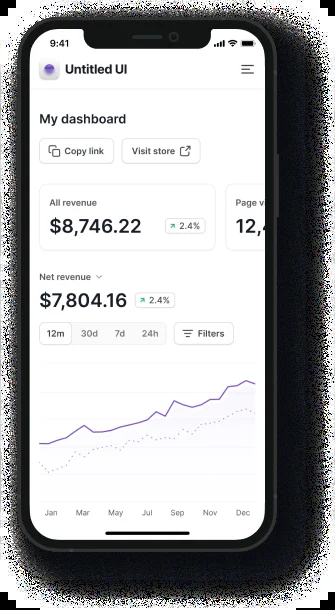 9:41
Untitled UI
My dashboard
Copy link
Visit store
All revenue
Page v
$8,746.22
2.4%
12,4
Net revenue
$7,804.16
2.4%
12m 30d 7d 24h
Filters
Jan Mar May Jul Sep Nov Dec